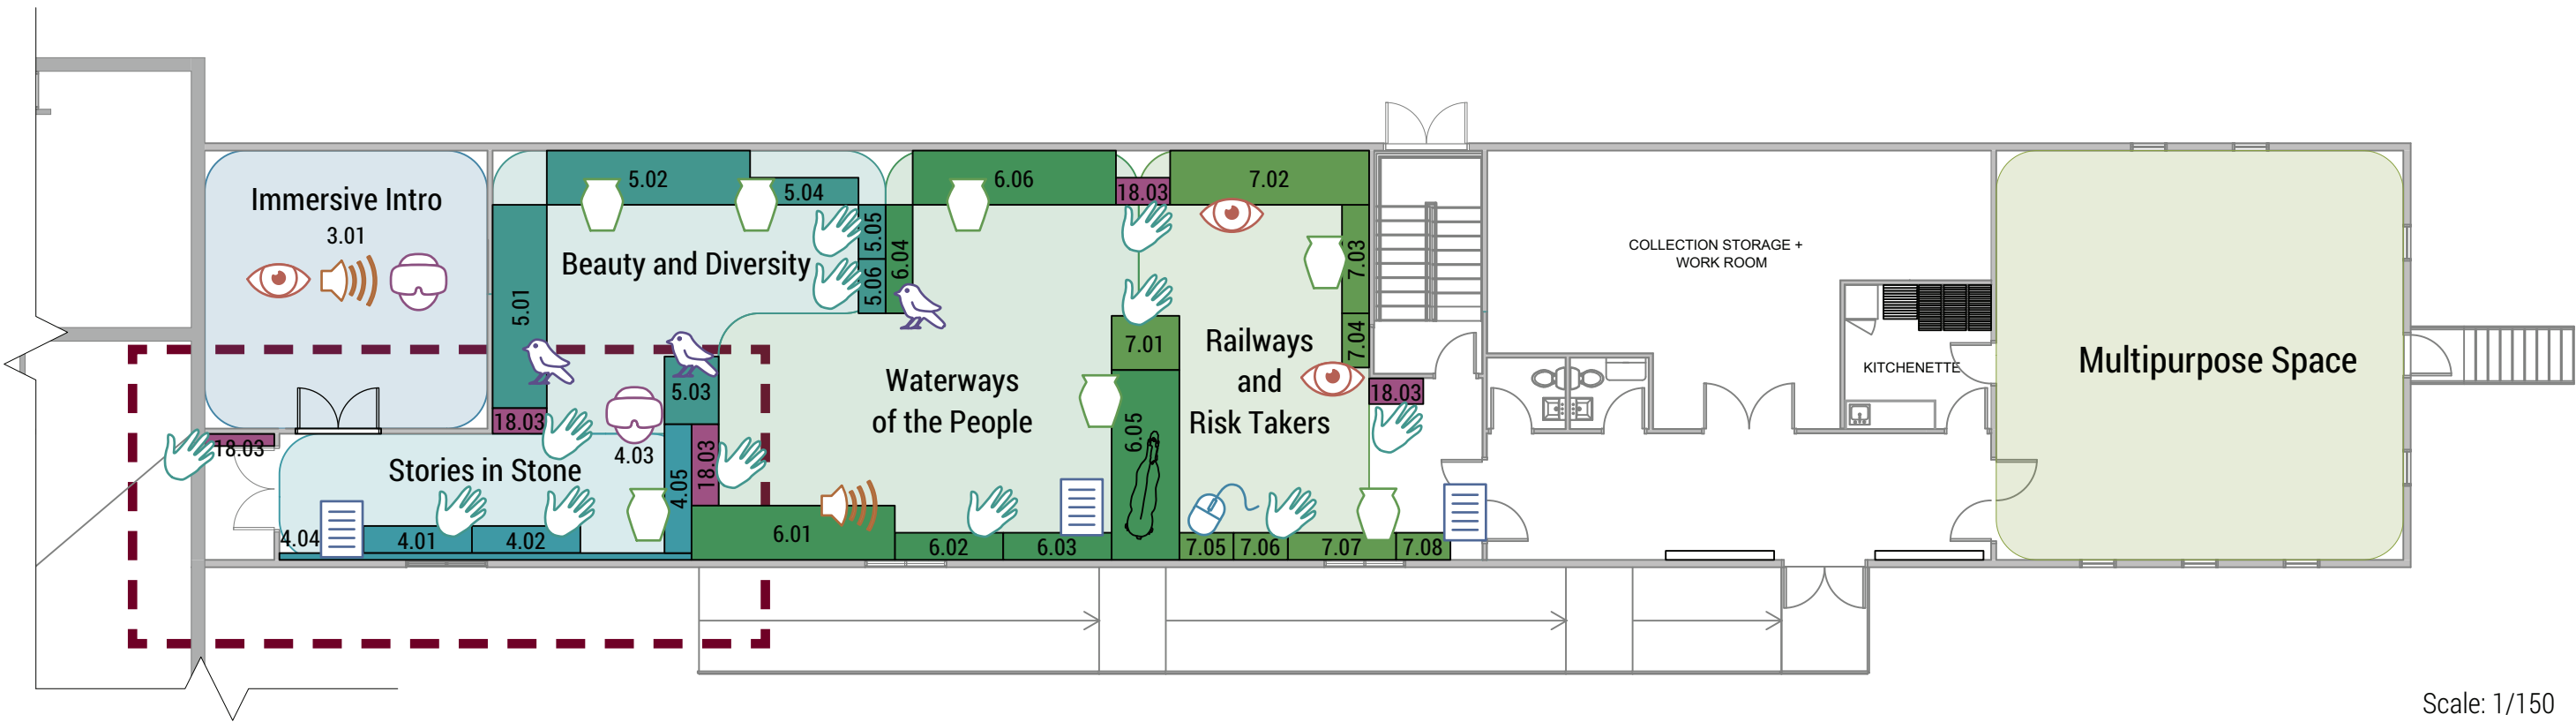 Immersive Intro
3.01
5.01
5.02
5.04
5.05
5.06
Beauty and Diversity
5.03
18.03
18.03
Stories in Stone
4.03
4.04
4.01
4.02
4.05
18.03
6.04
6.06
18.03
Waterways
of the People
6.01
6.02
6.03
6.05
7.01
7.02
7.03
7.04
Railways
and
Risk Takers
18.03
7.05
7.06
7.07
7.08
COLLECTION STORAGE +
WORK ROOM
KITCHENETTE
Multipurpose Space
Scale: 1/150